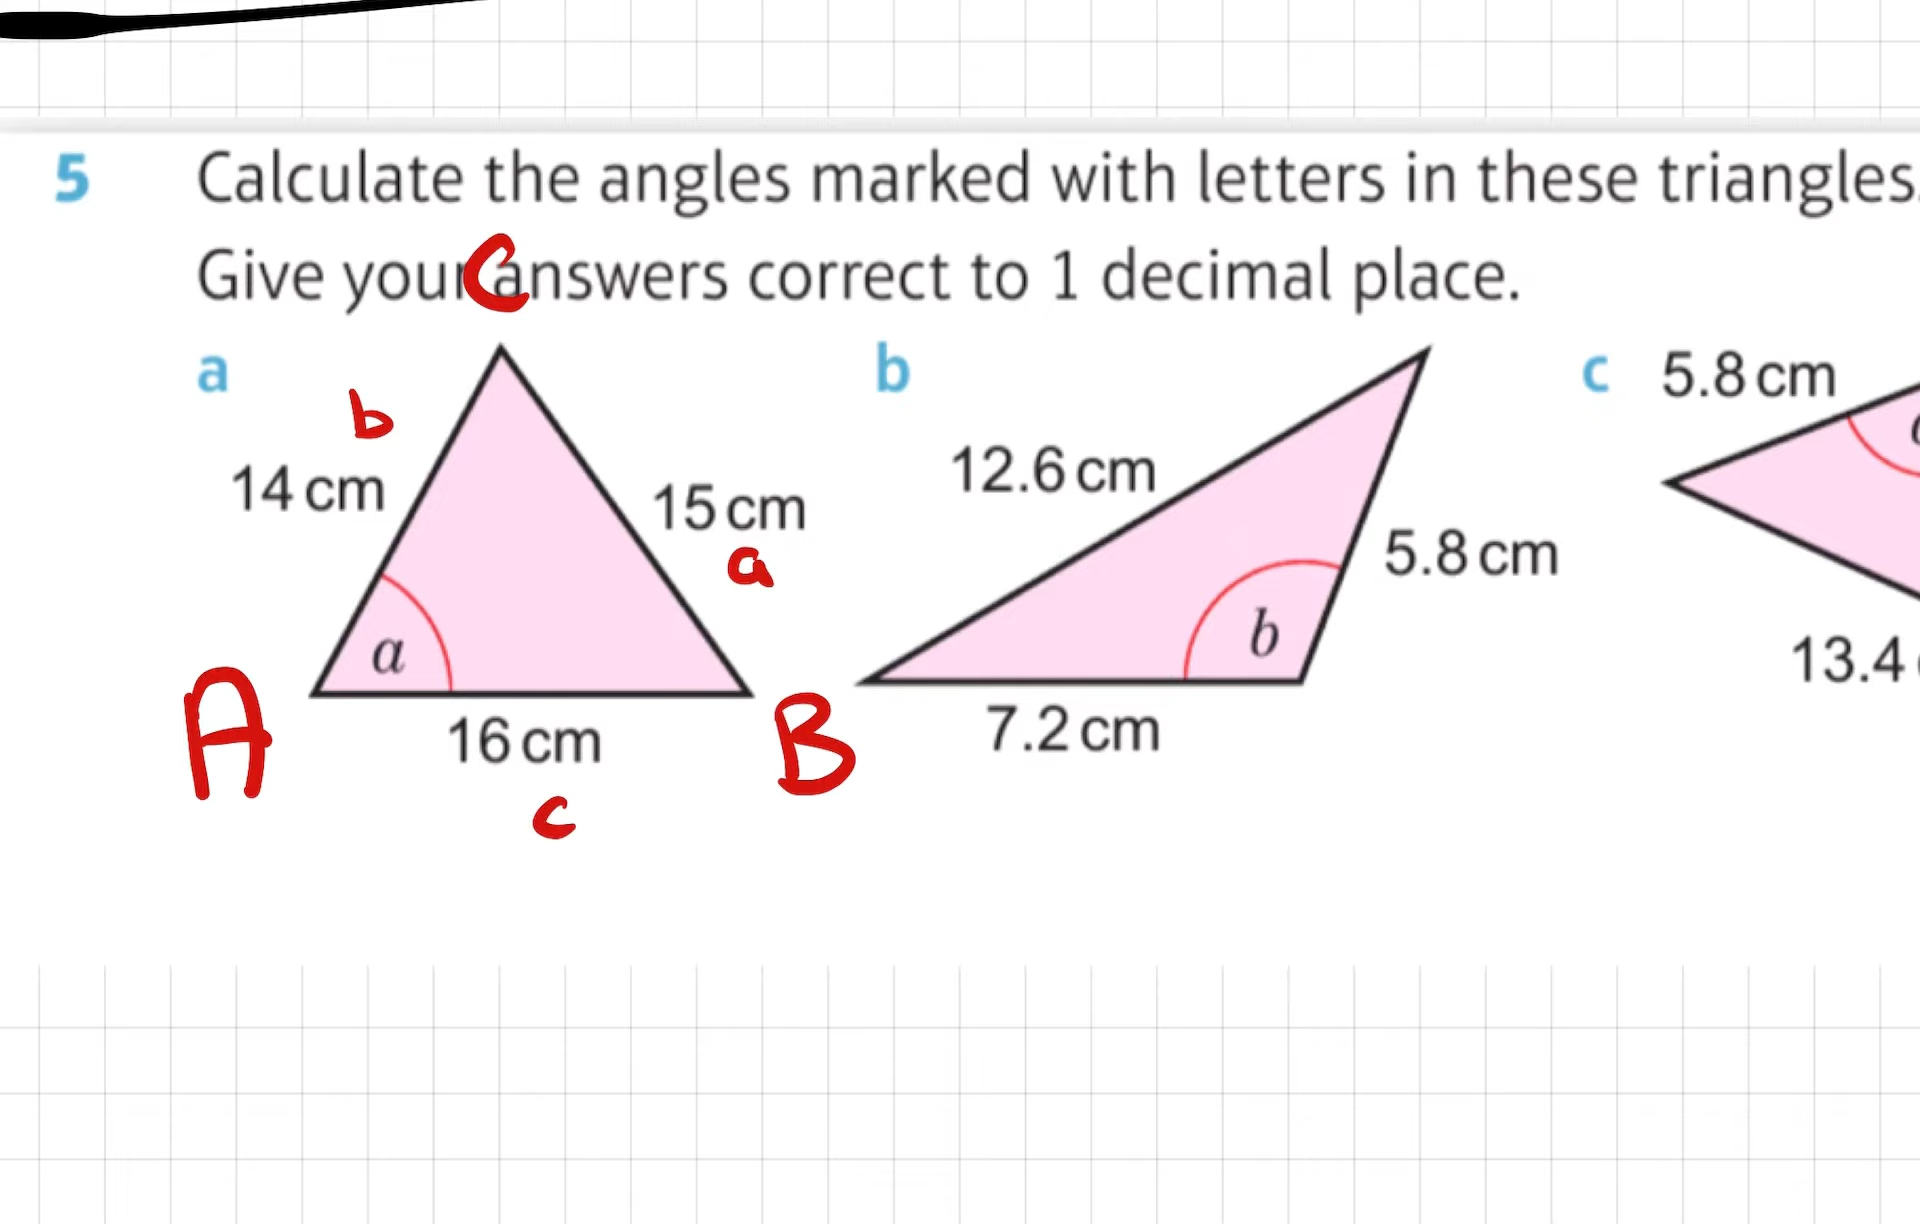 5 Calculate the angles marked with letters in these triangles.
Give your answers correct to 1 decimal place.
C
a
b
14 cm
15 cm
a
a
A
B
16 cm
c
b
12.6 cm
5.8 cm
b
7.2 cm
c 5.8 cm
13.4